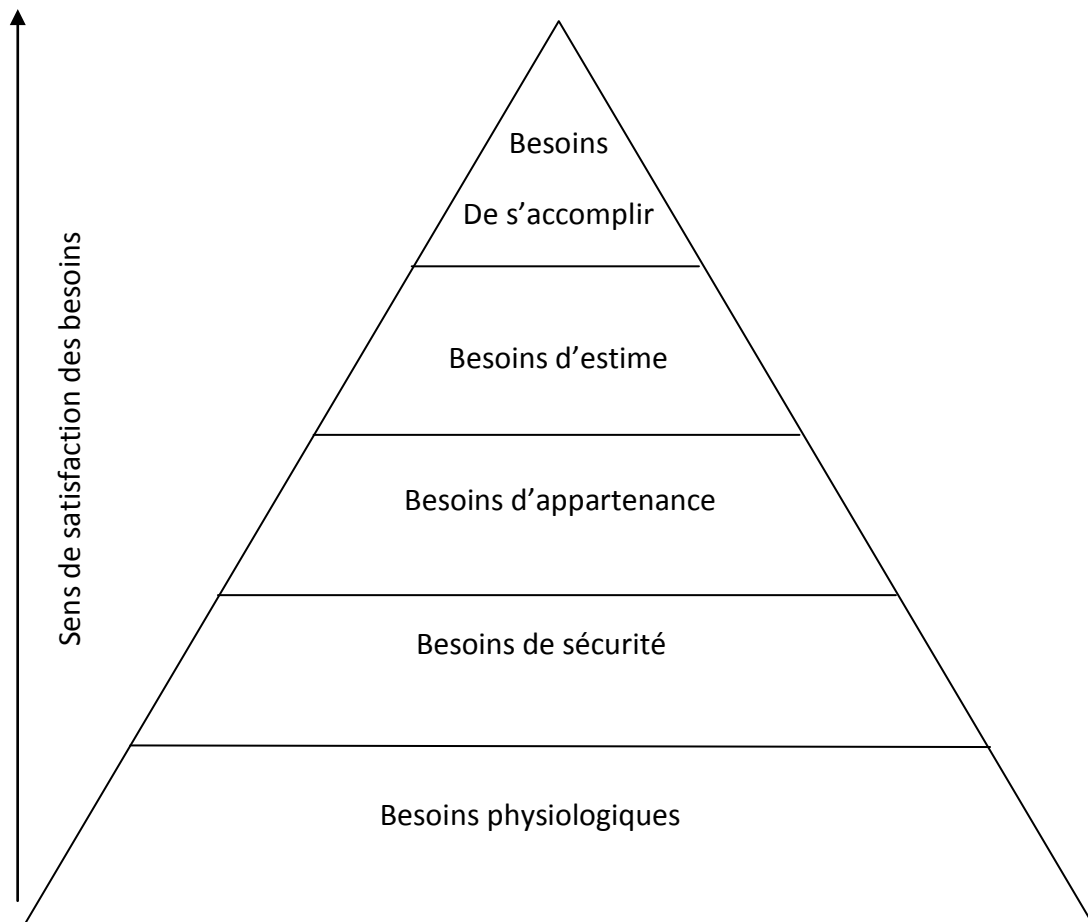 Besoins
De s’accomplir
Besoins d’estime
Besoins d’appartenance
Besoins de sécurité
Besoins physiologiques
Sens de satisfaction des besoins